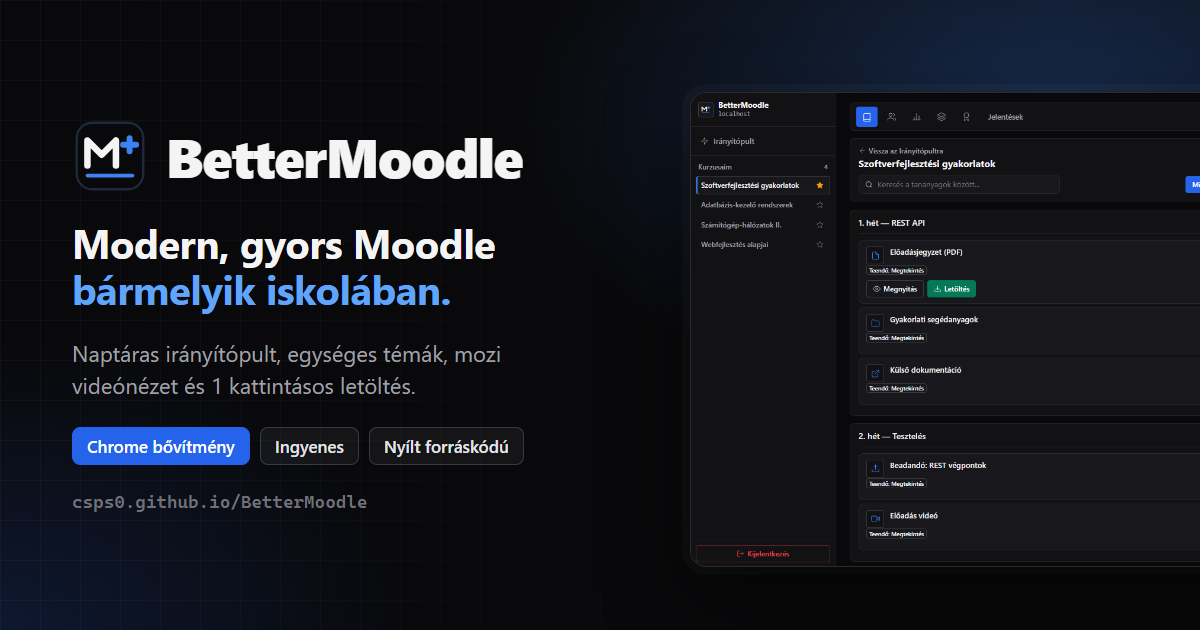 M+
BetterMoodle
Modern, gyors Moodle
bármelyik iskolában.
Naptáras irányítópult, egységes témák, mozi
videónézet és 1 kattintásos letöltés.
Chrome bővítmény
Ingyenes
Nyílt forráskódú
csps0.github.io/BetterMoodle
M+
BetterMoodle
localhost
Irányítópult
Kurzusaim
4
Szoftverfejlesztési gyakorlatok
Adatbázis-kezelő rendszerek
Számítógép-hálózatok II.
Webfejlesztés alapjai
Kijelentkezés
Jelentések
← Vissza az Irányítópultra
Szoftverfejlesztési gyakorlatok
Keresés a tananyagok között...
1. hét — REST API
Előadásjegyzet (PDF)
Teendő: Megtekintés
Megnyitás
Letöltés
Gyakorlati segédanyagok
Teendő: Megtekintés
Külső dokumentáció
Teendő: Megtekintés
2. hét — Tesztelés
Beadandó: REST végpontok
Teendő: Megtekintés
Előadás videó
Teendő: Megtekintés